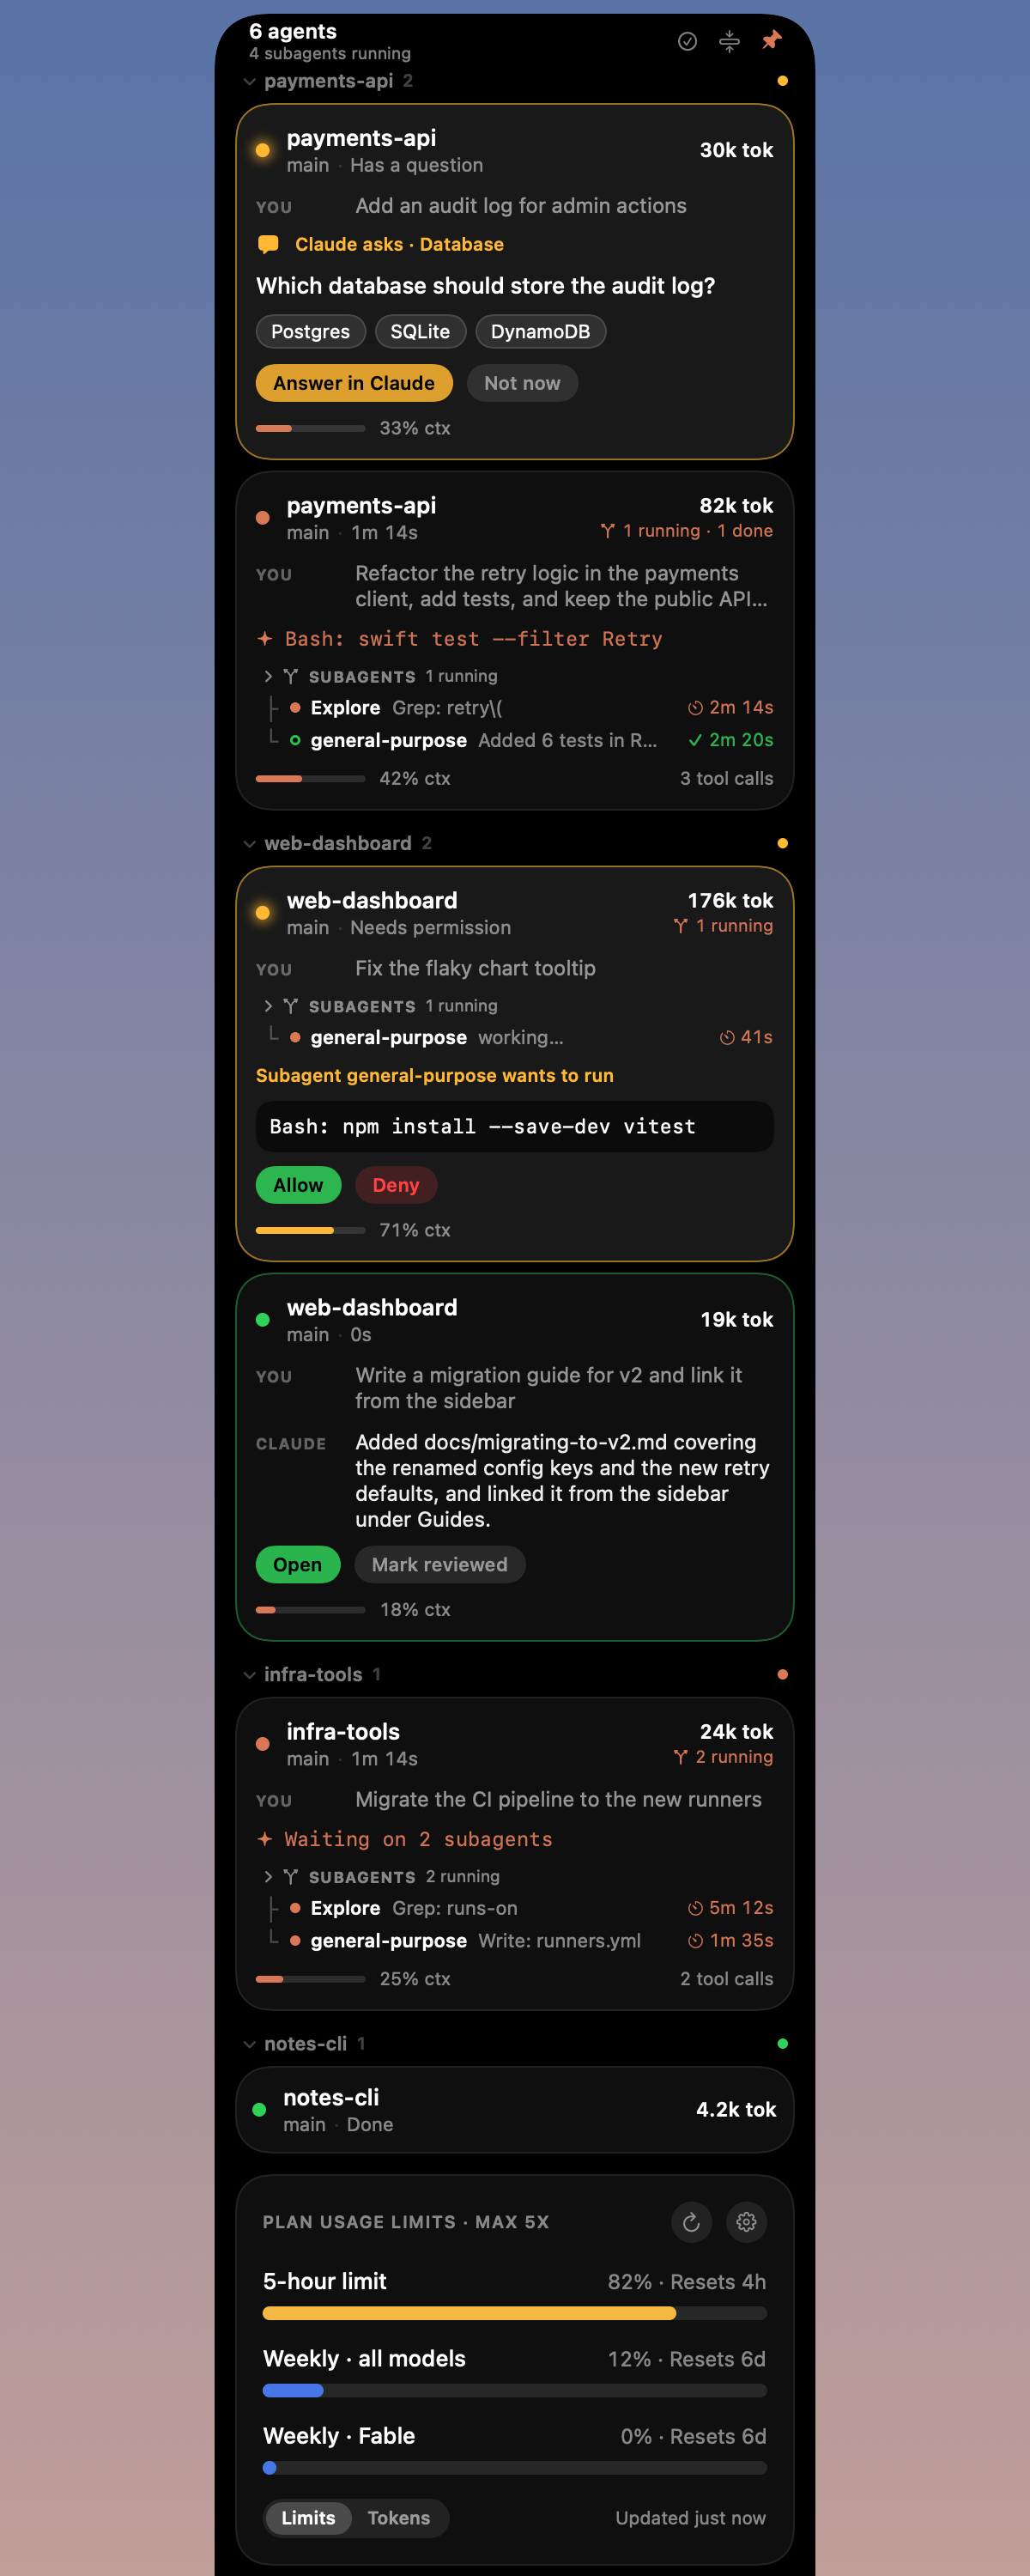 6 agents
4 subagents running
payments-api 2
payments-api
30k tok
main · Has a question
YOU Add an audit log for admin actions
Claude asks · Database
Which database should store the audit log?
Postgres SQLite DynamoDB
Answer in Claude Not now
33% ctx
payments-api
82k tok
main · 1m 14s
1 running · 1 done
YOU Refactor the retry logic in the payments
client, add tests, and keep the public API...
Bash: swift test --filter Retry
SUBAGENTS 1 running
Explore Grep: retry\( 2m 14s
general-purpose Added 6 tests in R... 2m 20s
42% ctx 3 tool calls
web-dashboard 2
web-dashboard
176k tok
main · Needs permission
1 running
YOU Fix the flaky chart tooltip
SUBAGENTS 1 running
general-purpose working... 41s
Subagent general-purpose wants to run
Bash: npm install --save-dev vitest
Allow Deny
71% ctx
web-dashboard
19k tok
main · 0s
YOU Write a migration guide for v2 and link it
from the sidebar
CLAUDE Added docs/migrating-to-v2.md covering
the renamed config keys and the new retry
defaults, and linked it from the sidebar
under Guides.
Open Mark reviewed
18% ctx
infra-tools 1
infra-tools
24k tok
main · 1m 14s
2 running
YOU Migrate the CI pipeline to the new runners
Waiting on 2 subagents
SUBAGENTS 2 running
Explore Grep: runs-on 5m 12s
general-purpose Write: runners.yml 1m 35s
25% ctx 2 tool calls
notes-cli 1
notes-cli
4.2k tok
main · Done
PLAN USAGE LIMITS · MAX 5X
5-hour limit 82% · Resets 4h
Weekly · all models 12% · Resets 6d
Weekly · Fable 0% · Resets 6d
Limits Tokens Updated just now